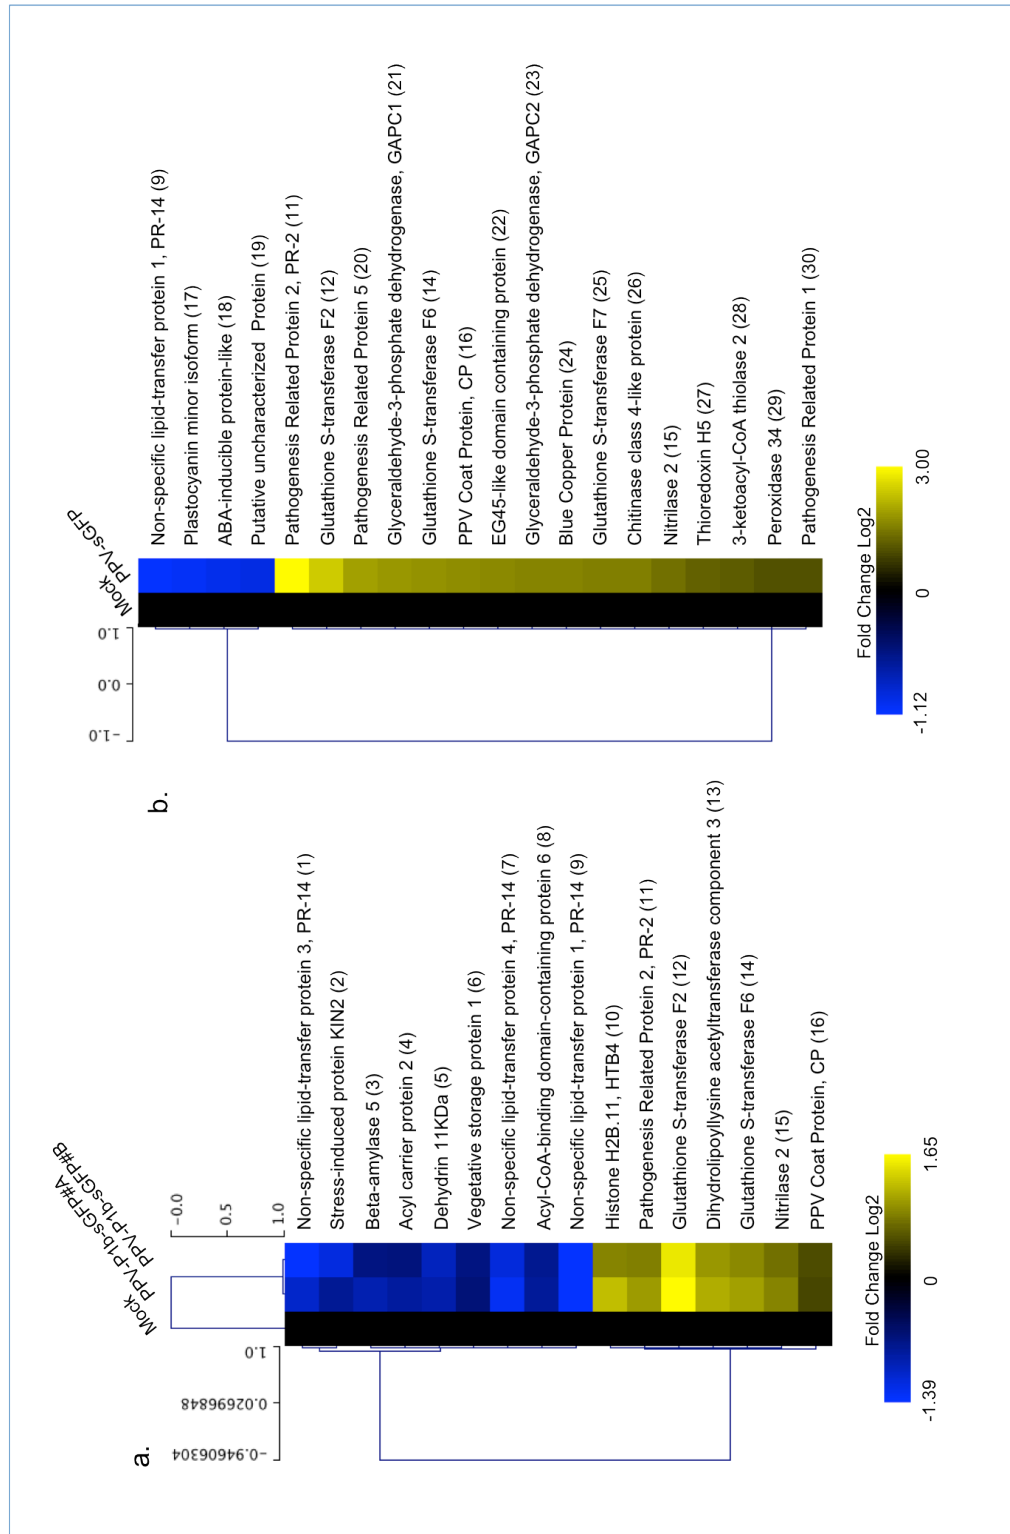 a.
Mock
PPV-P1b-sGFP#A
PPV-P1b-sGFP#B
-0.0
0.5
1.0
1.0
0.02696848
-0.94606304
Non-specific lipid-transfer protein 3, PR-14 (1)
Stress-induced protein KIN2 (2)
Beta-amylase 5 (3)
Acyl carrier protein 2 (4)
Dehydrin 11KDa (5)
Vegetative storage protein 1 (6)
Non-specific lipid-transfer protein 4, PR-14 (7)
Acyl-CoA-binding domain-containing protein 6 (8)
Non-specific lipid-transfer protein 1, PR-14 (9)
Histone H2B.11, HTB4 (10)
Pathogenesis Related Protein 2, PR-2 (11)
Glutathione S-transferase F2 (12)
Dihydrolipoyllysine acetyltransferase component 3 (13)
Glutathione S-transferase F6 (14)
Nitrilase 2 (15)
PPV Coat Protein, CP (16)
Fold Change Log2
-1.39
0
1.65
b.
Mock
PPV-sGFP
1.0
0.0
-1.0
Non-specific lipid-transfer protein 1, PR-14 (9)
Plastocyanin minor isoform (17)
ABA-inducible protein-like (18)
Putative uncharacterized Protein (19)
Pathogenesis Related Protein 2, PR-2 (11)
Glutathione S-transferase F2 (12)
Pathogenesis Related Protein 5 (20)
Glyceraldehyde-3-phosphate dehydrogenase, GAPC1 (21)
Glutathione S-transferase F6 (14)
PPV Coat Protein, CP (16)
EG45-like domain containing protein (22)
Glyceraldehyde-3-phosphate dehydrogenase, GAPC2 (23)
Blue Copper Protein (24)
Glutathione S-transferase F7 (25)
Chitinase class 4-like protein (26)
Nitrilase 2 (15)
Thioredoxin H5 (27)
3-ketoacyl-CoA thiolase 2 (28)
Peroxidase 34 (29)
Pathogenesis Related Protein 1 (30)
Fold Change Log2
-1.12
0
3.00